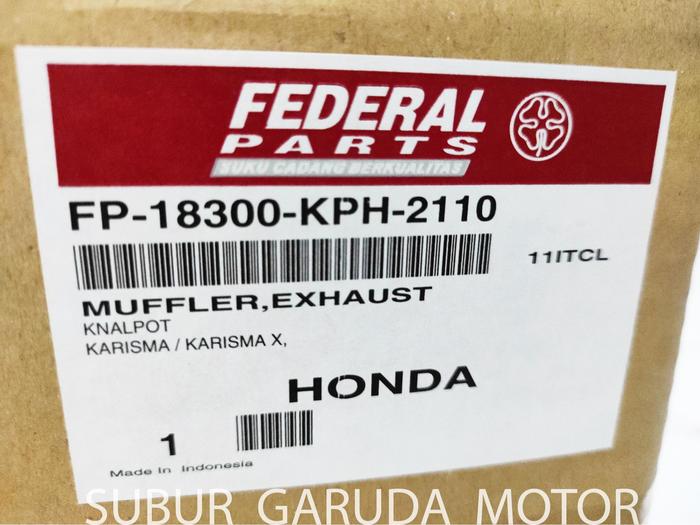 FEDERAL
PARTS
SUKU CADANG BERKUALITAS
FP-18300-KPH-2110
11ITCL
MUFFLER,EXHAUST
KNALPOT
KARISMA / KARISMA X,
HONDA
1
Made In Indonesia
SUBUR GARUDA MOTOR